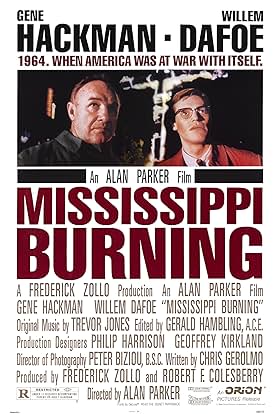 GENE WILLEM
HACKMAN · DAFOE
1964. WHEN AMERICA WAS AT WAR WITH ITSELF.
An ALAN PARKER Film
MISSISSIPPI
BURNING
A FREDERICK ZOLLO Production An ALAN PARKER Film
GENE HACKMAN WILLEM DAFOE "MISSISSIPPI BURNING"
Original Music by TREVOR JONES Edited by GERALD HAMBLING, A.C.E.
Production Designers PHILIP HARRISON GEOFFREY KIRKLAND
Director of Photography PETER BIZIOU, B.S.C. Written by CHRIS GEROLMO
Produced by FREDERICK ZOLLO and ROBERT F. COLESBERRY
Directed by ALAN PARKER
R RESTRICTED
an ORION
PICTURES Release